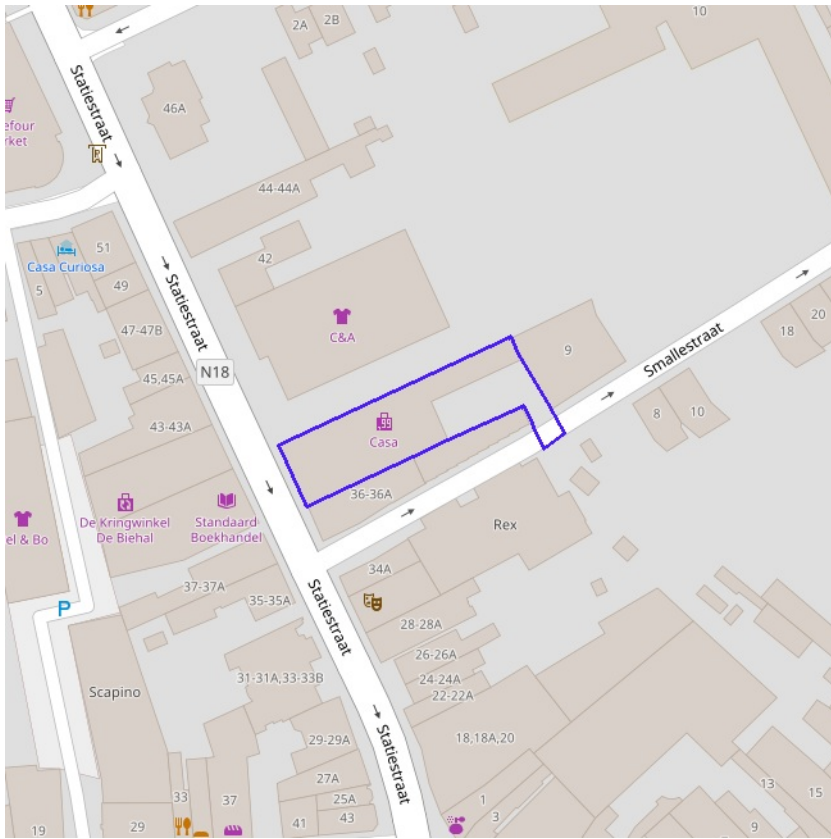 2A
2B
10
46A
Statiestraat
efour
rket
P
44-44A
51
42
Casa Curiosa
5
49
Statiestraat
C&A
47-47B
20
18
Smallestraat
9
N18
45,45A
43-43A
8
10
99
Casa
36-36A
De Kringwinkel
De Biehal
Standaard
Boekhandel
Rex
el & Bo
34A
37-37A
35-35A
P
28-28A
Statiestraat
26-26A
24-24A
22-22A
31-31A,33-33B
Scapino
29-29A
18,18A,20
27A
13
15
33
37
25A
1
3
41
43
19
29
9
Statiestraat